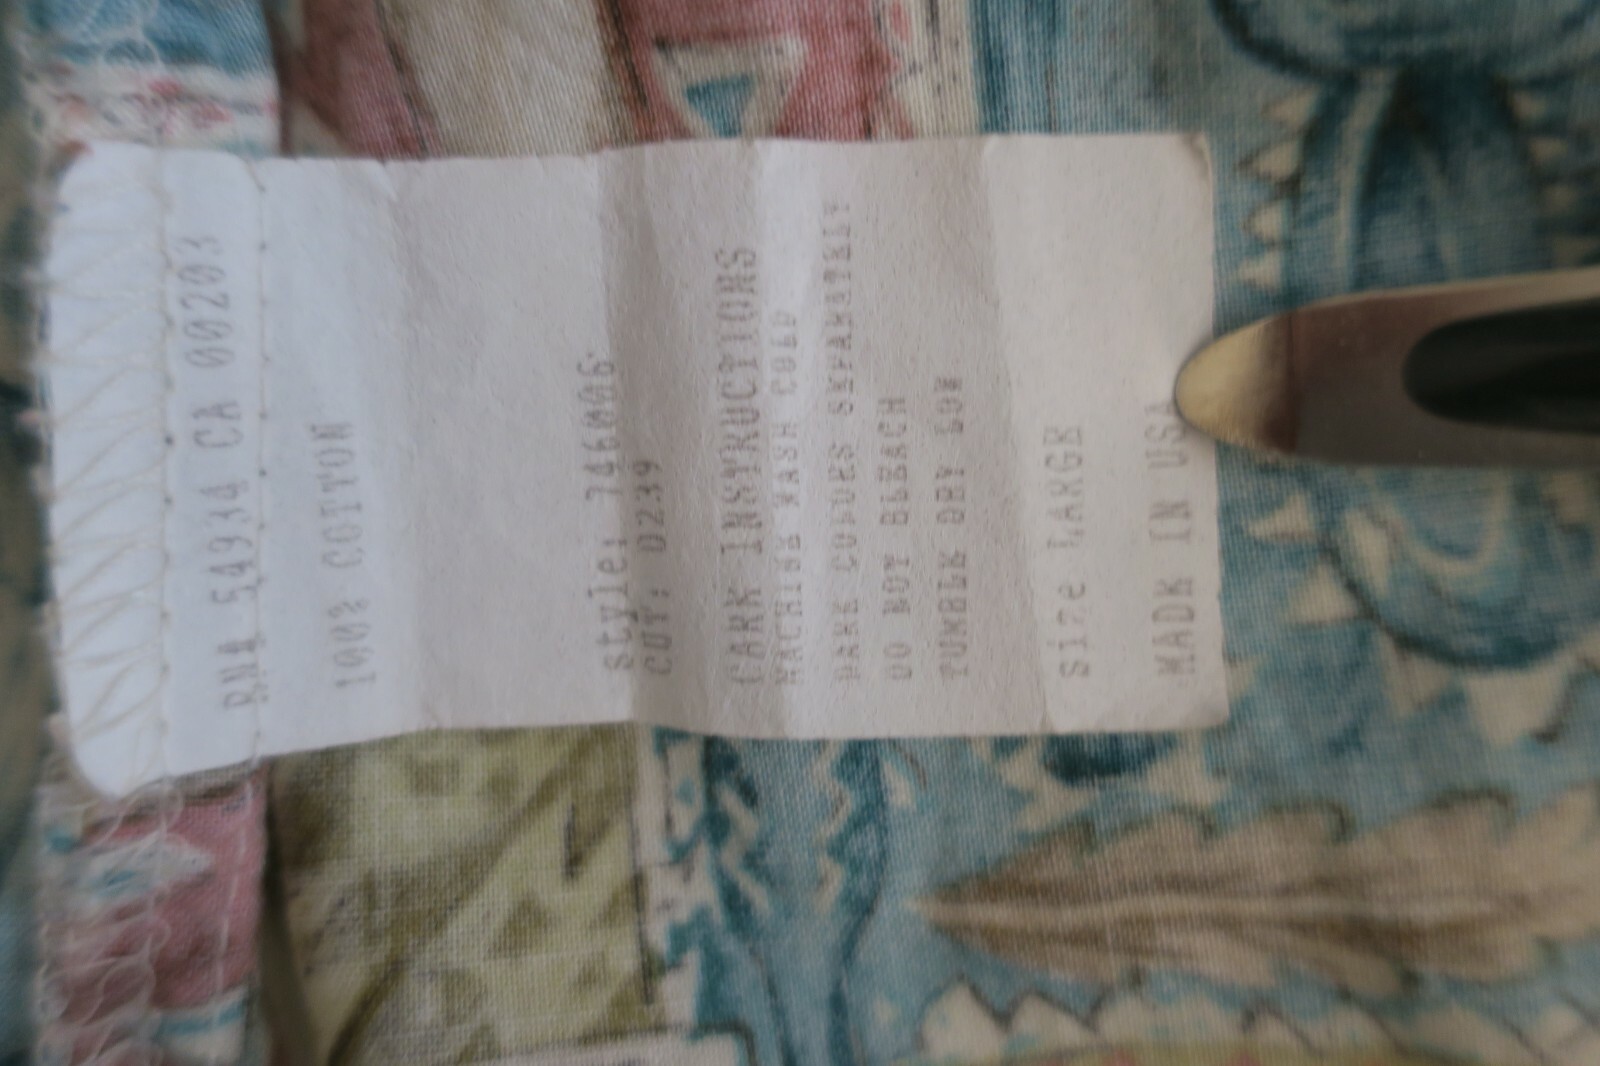 RN# 54934 CA 00203
100% COTTON
style: 746006
CUT: 0239
CARE INSTRUCTIONS
MACHINE WASH COLD
DARK COLORS SEPARATELY
DO NOT BLEACH
TUMBLE DRY LOW
size LARGE
MADE IN USA